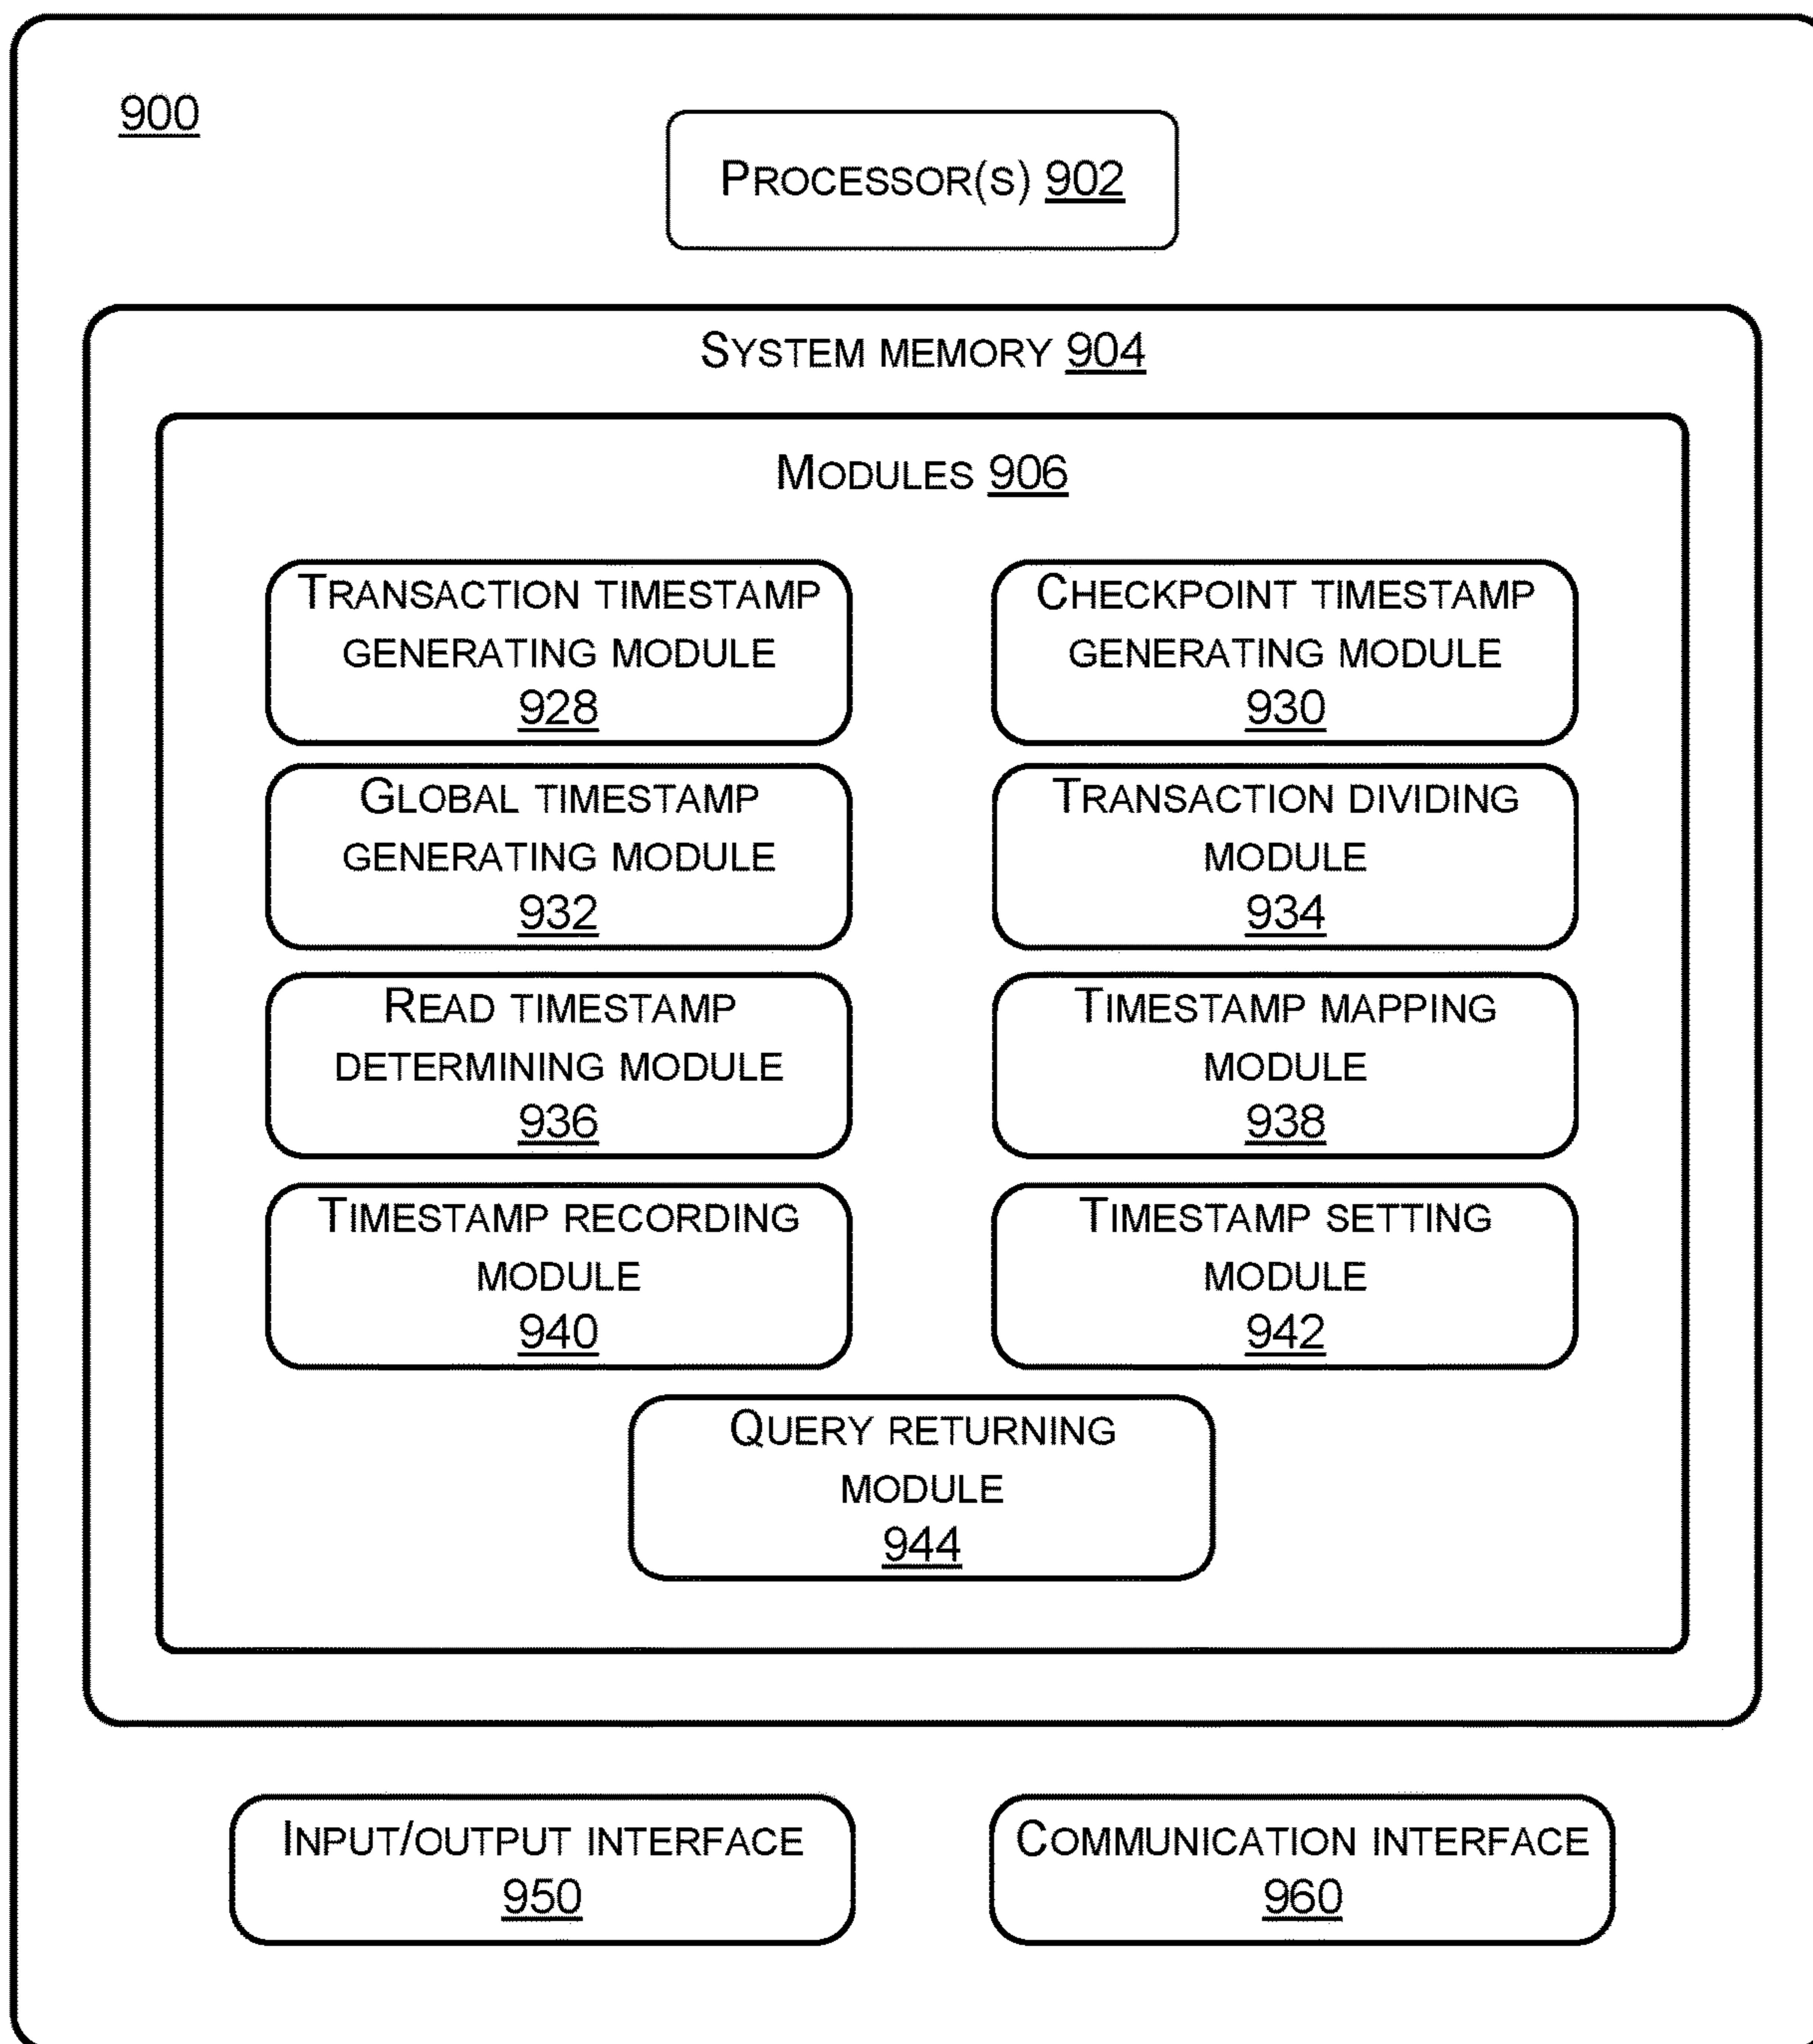 900
PROCESSOR(S) 902
SYSTEM MEMORY 904
MODULES 906
TRANSACTION TIMESTAMP
GENERATING MODULE
928
CHECKPOINT TIMESTAMP
GENERATING MODULE
930
GLOBAL TIMESTAMP
GENERATING MODULE
932
TRANSACTION DIVIDING
MODULE
934
READ TIMESTAMP
DETERMINING MODULE
936
TIMESTAMP MAPPING
MODULE
938
TIMESTAMP RECORDING
MODULE
940
TIMESTAMP SETTING
MODULE
942
QUERY RETURNING
MODULE
944
INPUT/OUTPUT INTERFACE
950
COMMUNICATION INTERFACE
960